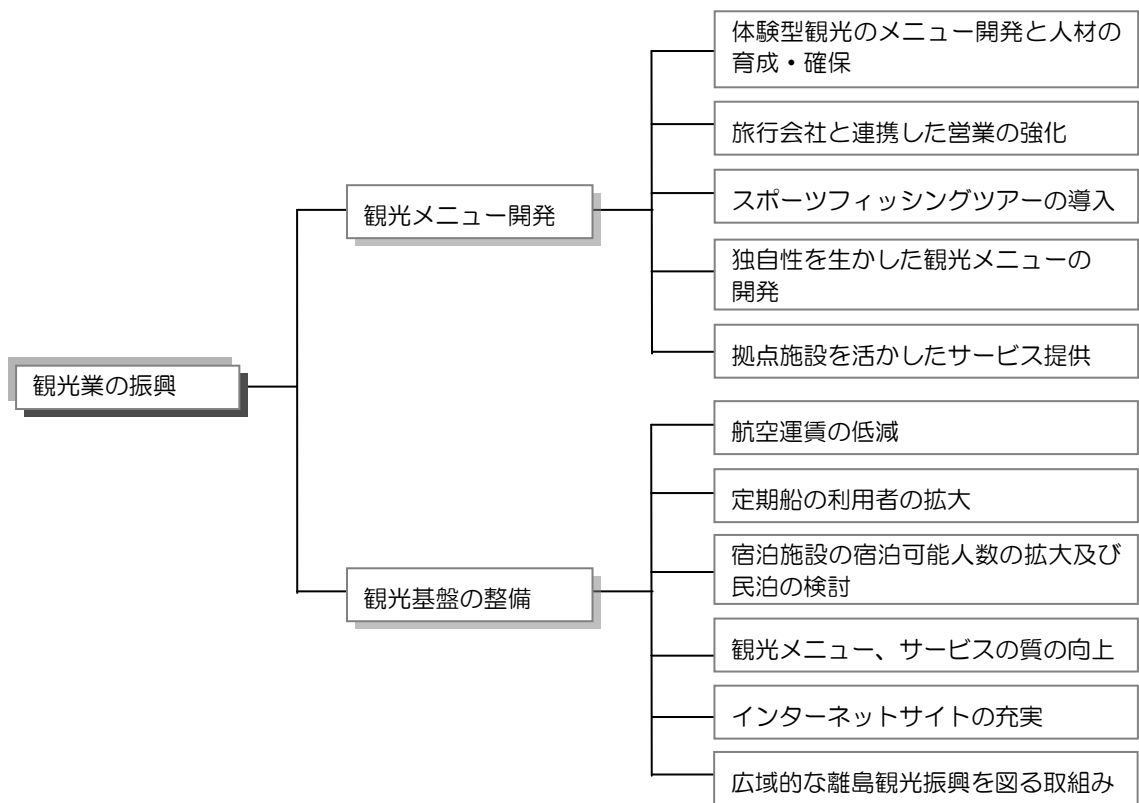 観光業の振興
観光メニュー開発
体験型観光のメニュー開発と人材の
育成・確保
旅行会社と連携した営業の強化
スポーツフィッシングツアーの導入
独自性を生かした観光メニューの
開発
拠点施設を活かしたサービス提供
観光基盤の整備
航空運賃の低減
定期船の利用者の拡大
宿泊施設の宿泊可能人数の拡大及び
民泊の検討
観光メニュー、サービスの質の向上
インターネットサイトの充実
広域的な離島観光振興を図る取組み